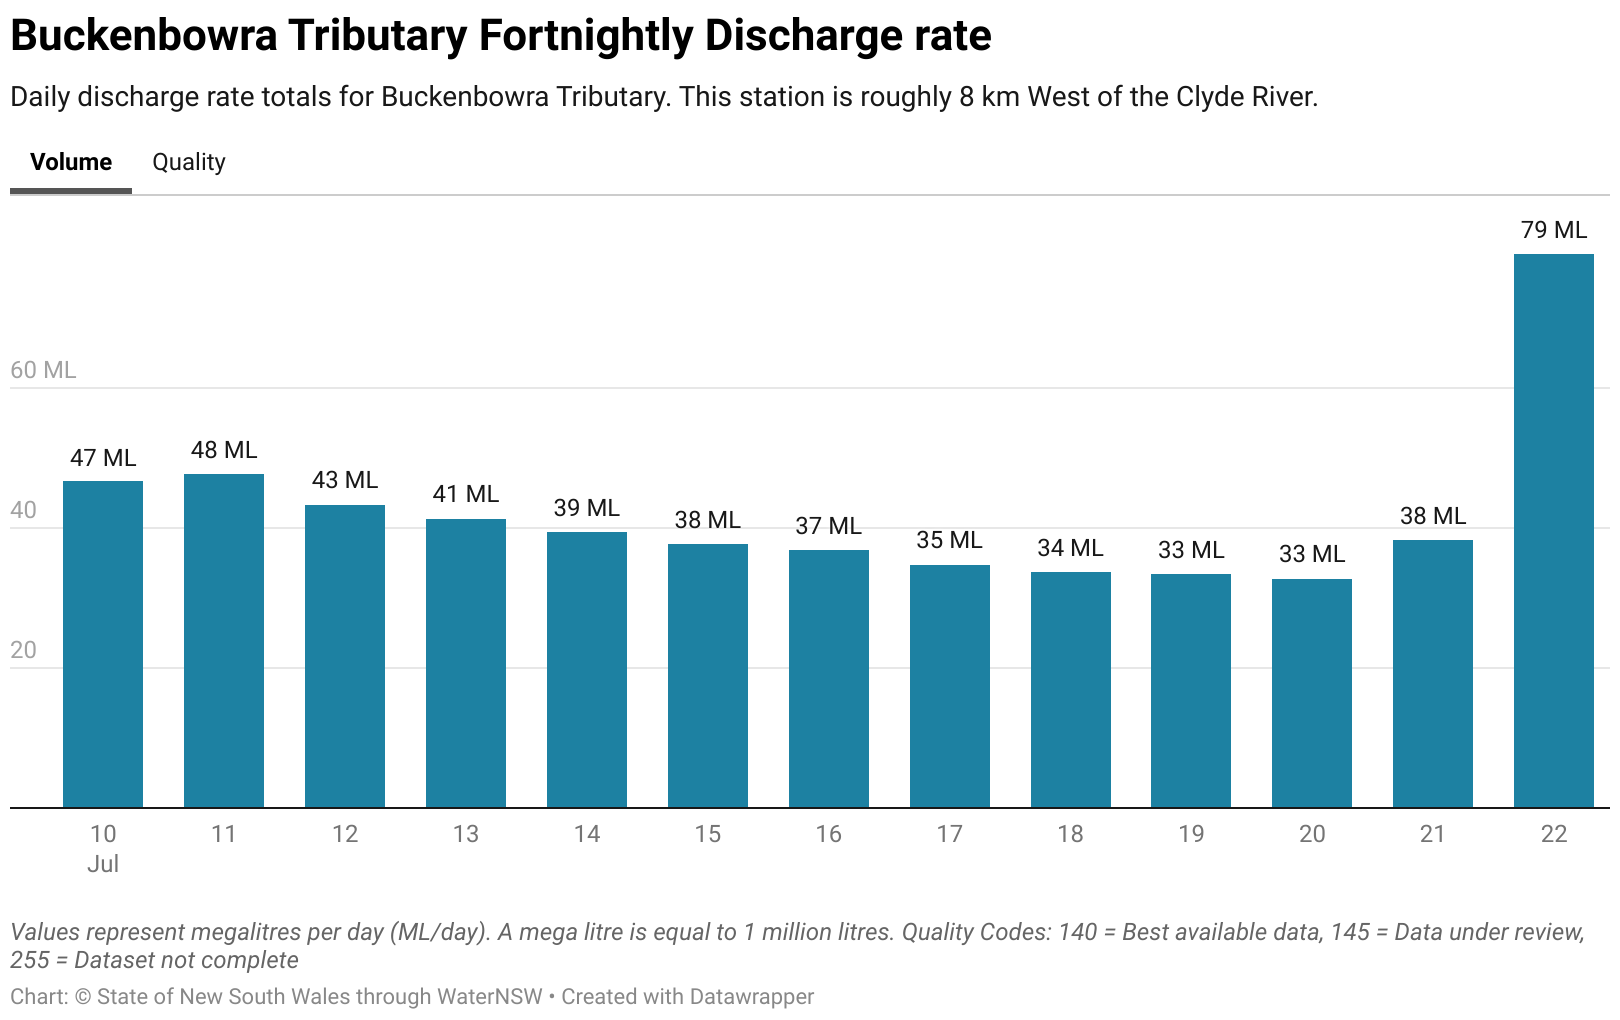 Buckenbowra Tributary Fortnightly Discharge rate
Daily discharge rate totals for Buckenbowra Tributary. This station is roughly 8 km West of the Clyde River.
Volume Quality
79 ML
60 ML
47 ML 48 ML 43 ML 41 ML 39 ML 38 ML 37 ML 35 ML 34 ML 33 ML 33 ML 38 ML
40
20
10 11 12 13 14 15 16 17 18 19 20 21 22
Jul
Values represent megalitres per day (ML/day). A mega litre is equal to 1 million litres. Quality Codes: 140 = Best available data, 145 = Data under review,
255 = Dataset not complete
Chart: © State of New South Wales through WaterNSW • Created with Datawrapper